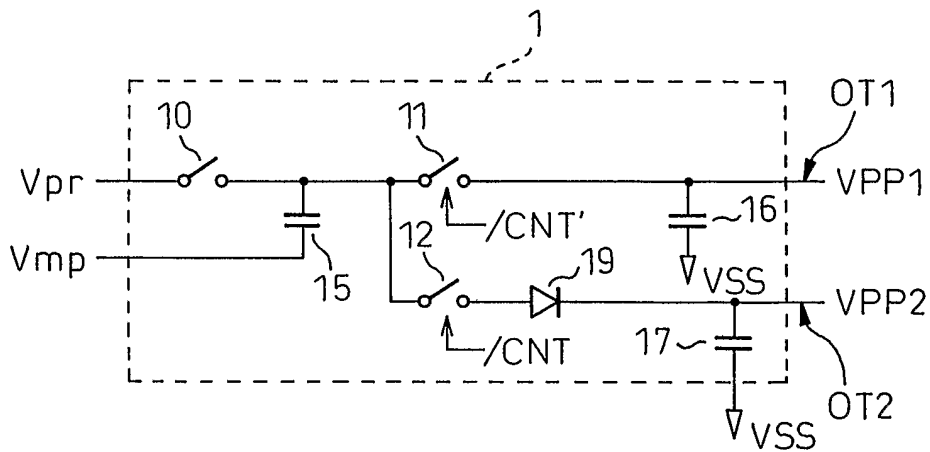 1
OT1
10
11
Vpr
VPP1
/CNT'
16
12
19
Vmp
15
VSS
VPP2
17
/CNT
OT2
VSS